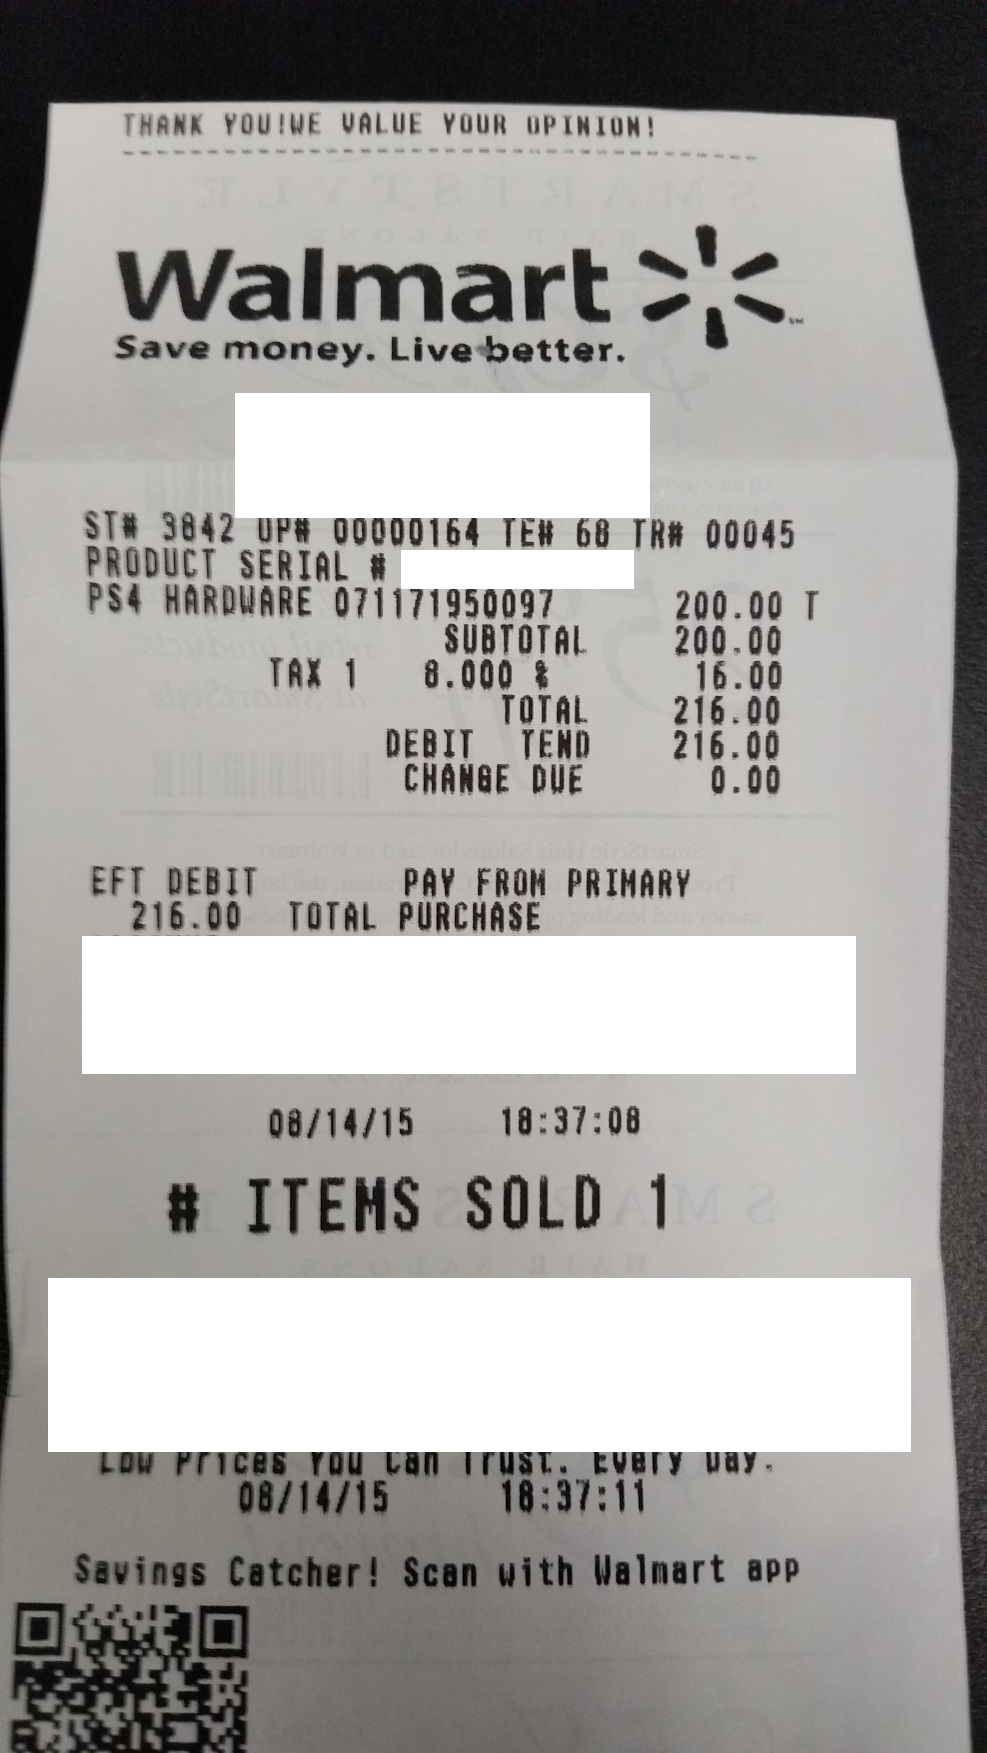 THANK YOU!WE VALUE YOUR OPINION!
Walmart
Save money. Live better.
ST# 3842 OP# 00000164 TE# 68 TR# 00045
PRODUCT SERIAL #
PS4 HARDWARE 071171950097 200.00 T
SUBTOTAL 200.00
TAX 1 8.000 % 16.00
TOTAL 216.00
DEBIT TEND 216.00
CHANGE DUE 0.00
EFT DEBIT PAY FROM PRIMARY
216.00 TOTAL PURCHASE
08/14/15 18:37:08
# ITEMS SOLD 1
Low Prices You Can Trust. Every Day.
08/14/15 18:37:11
Savings Catcher! Scan with Walmart app